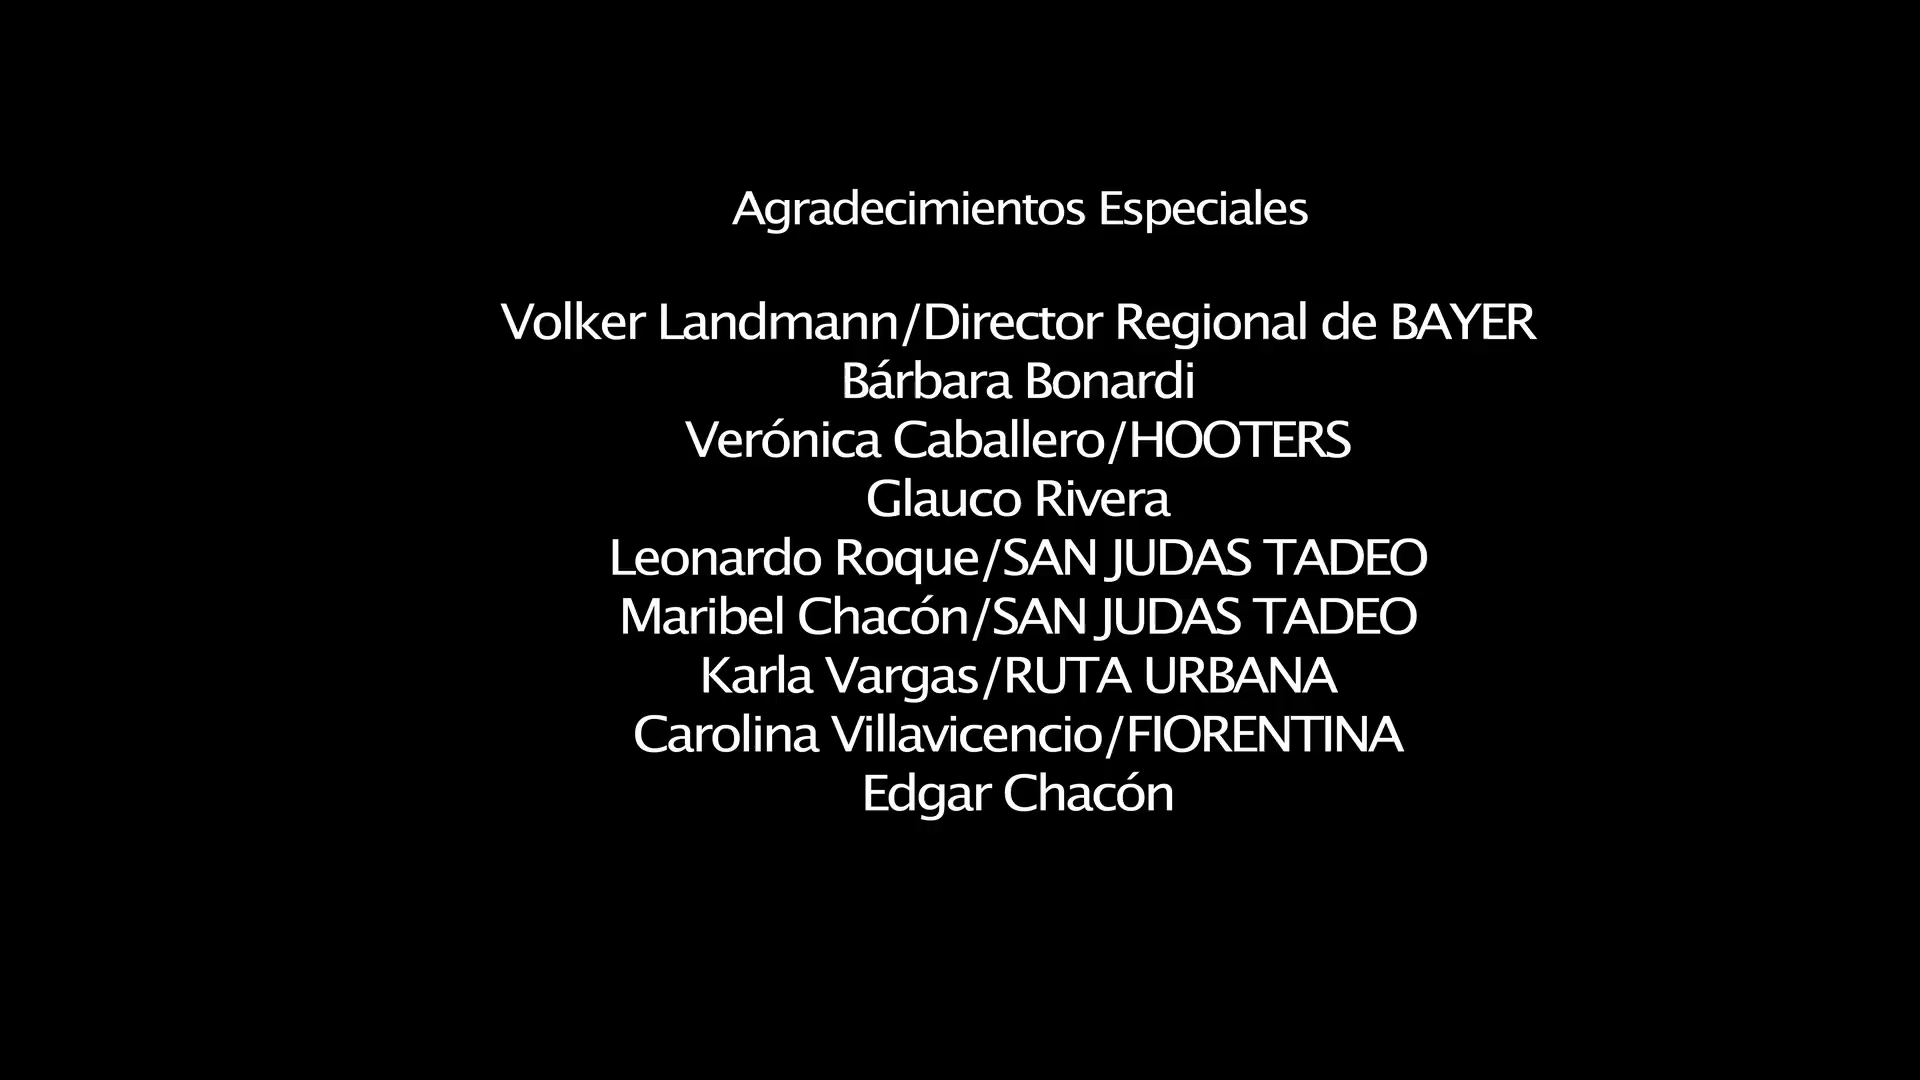 Agradecimientos Especiales
Volker Landmann/Director Regional de BAYER
Bárbara Bonardi
Verónica Caballero/HOOTERS
Glauco Rivera
Leonardo Roque/SAN JUDAS TADEO
Maribel Chacón/SAN JUDAS TADEO
Karla Vargas/RUTA URBANA
Carolina Villavicencio/FIORENTINA
Edgar Chacón